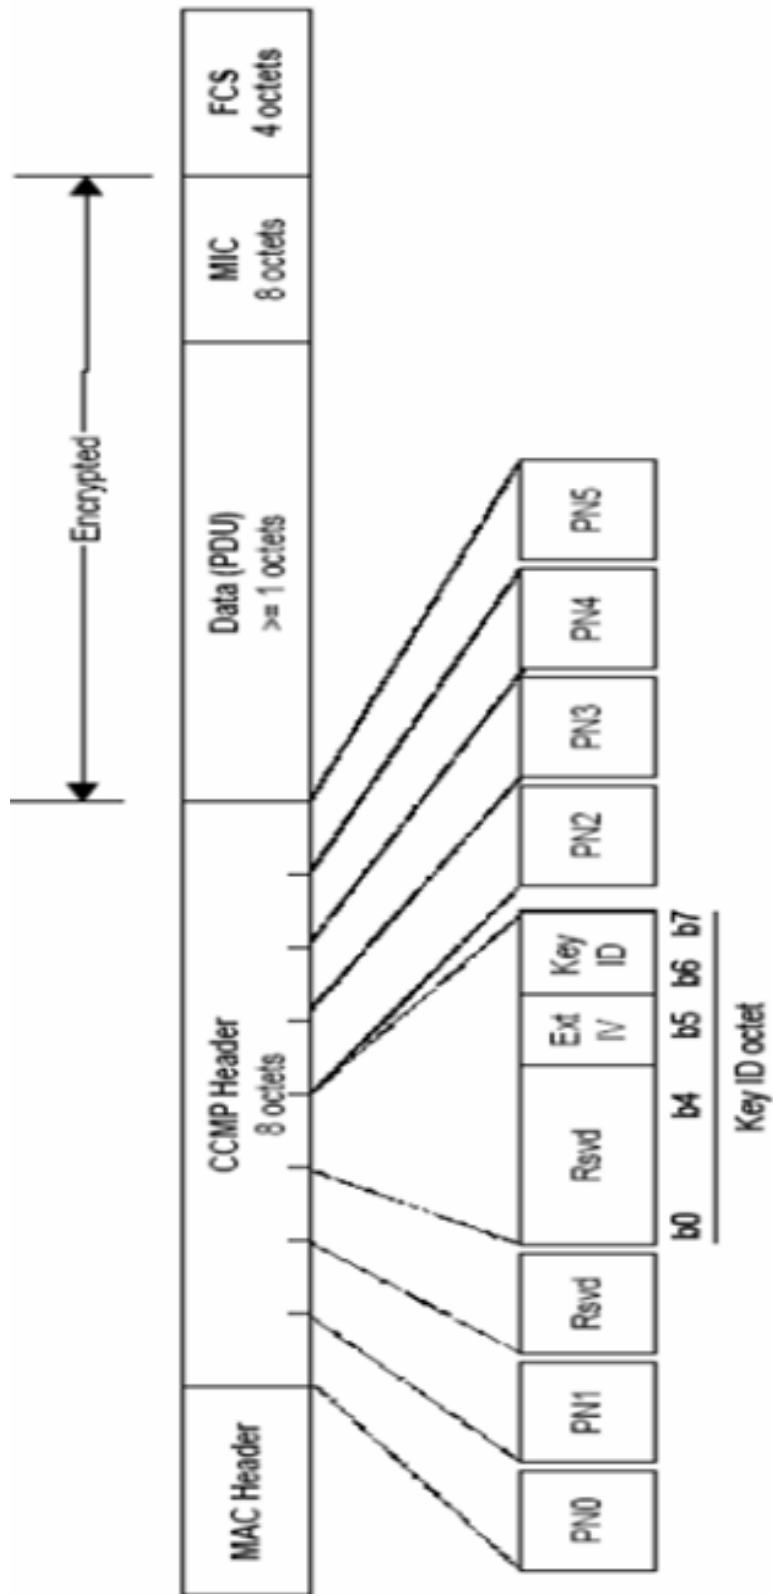 Encrypted
MAC Header
CCMP Header
8 octets
Data (PDU)
>= 1 octets
MIC
8 octets
FCS
4 octets
PN0
PN1
Rsvd
Rsvd
Ext
IV
Key
ID
PN2
PN3
PN4
PN5
b0 b4 b5 b6 b7
Key ID octet